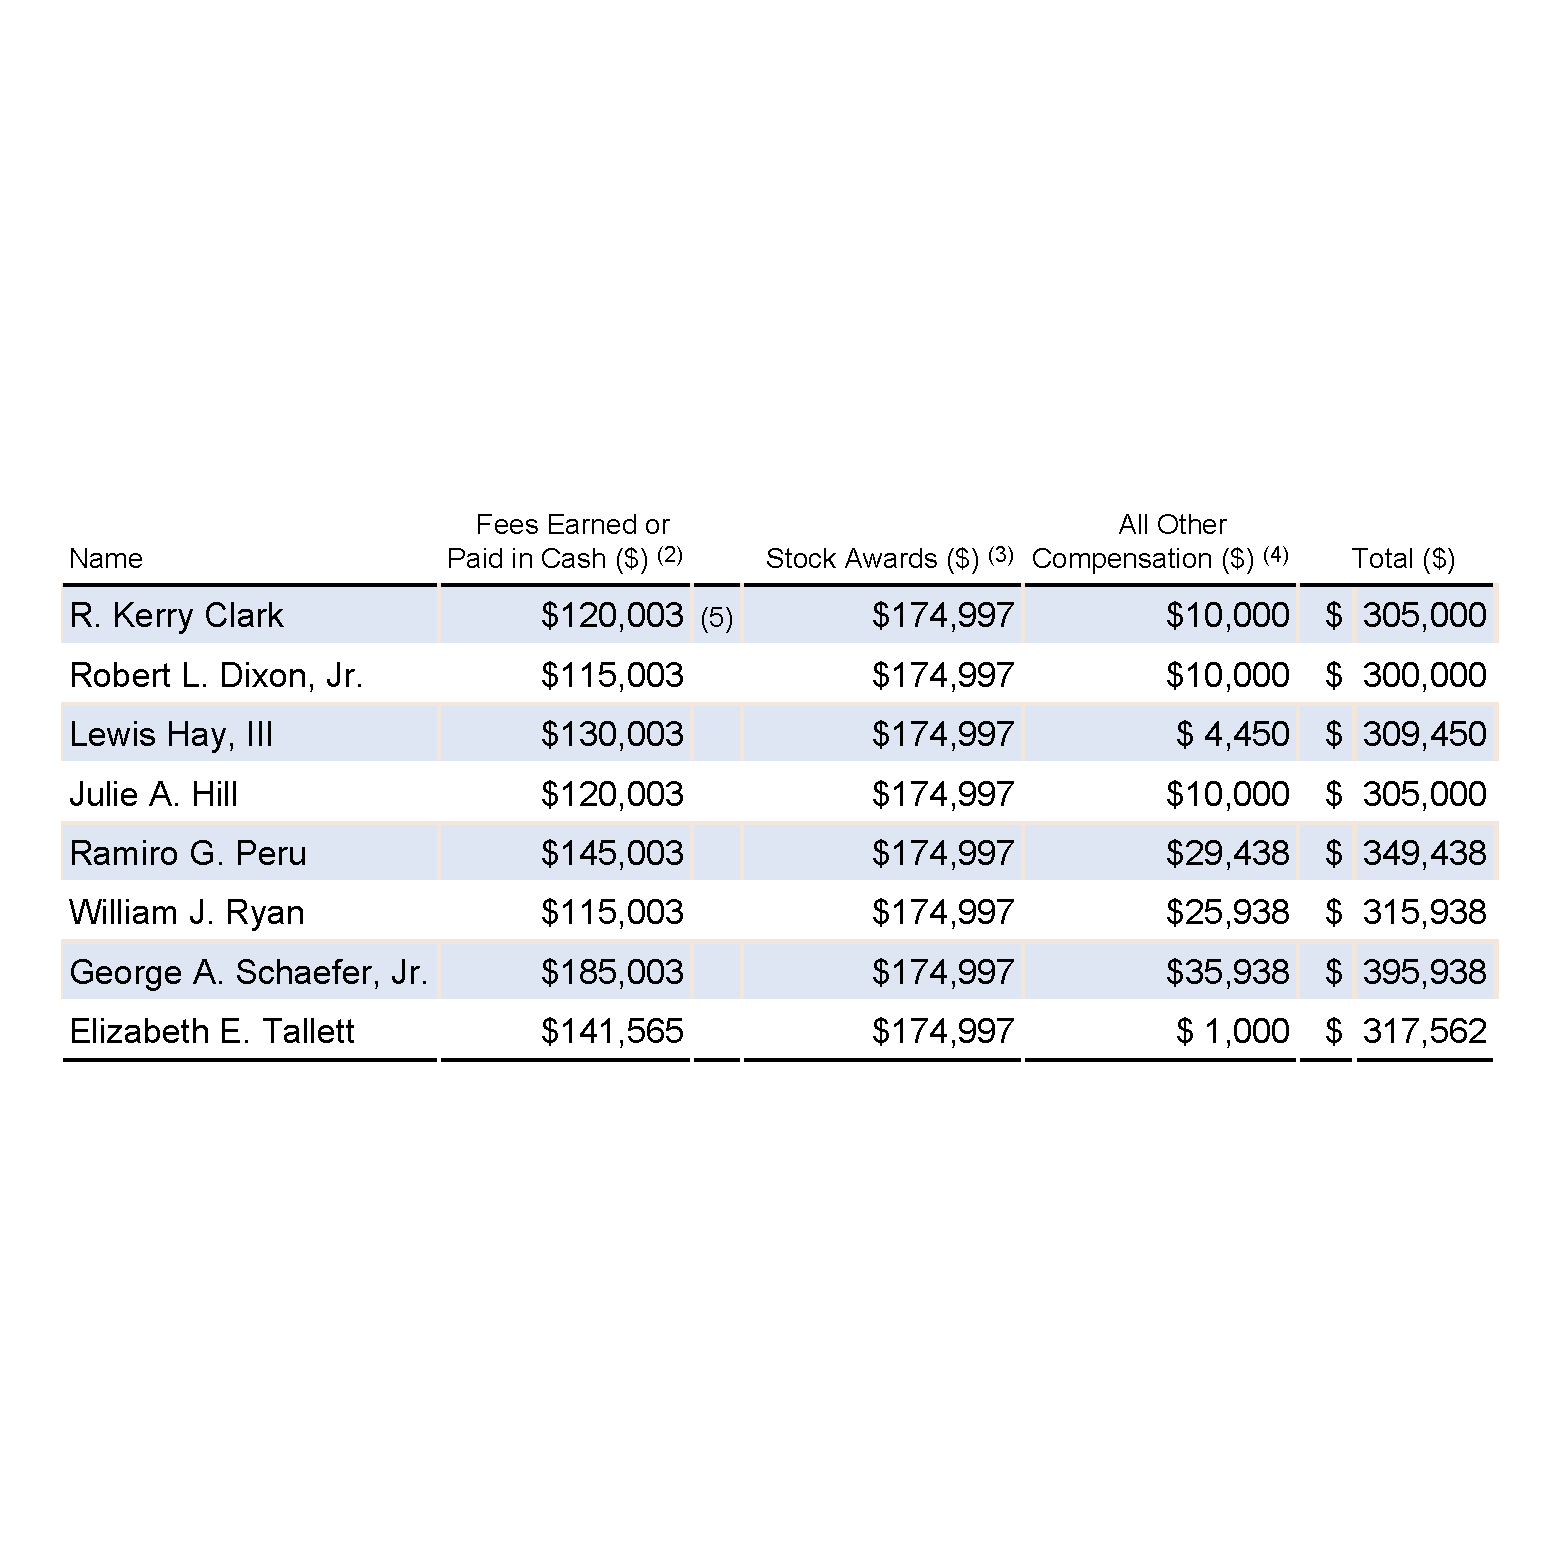 Fees Earned or All Other
Name Paid in Cash ($) (2) Stock Awards ($) (3) Compensation ($) (4) Total ($)
R. Kerry Clark $120,003 (5) $174,997 $10,000 $ 305,000
Robert L. Dixon, Jr. $115,003 $174,997 $10,000 $ 300,000
Lewis Hay, III $130,003 $174,997 $ 4,450 $ 309,450
Julie A. Hill $120,003 $174,997 $10,000 $ 305,000
Ramiro G. Peru $145,003 $174,997 $29,438 $ 349,438
William J. Ryan $115,003 $174,997 $25,938 $ 315,938
George A. Schaefer, Jr. $185,003 $174,997 $35,938 $ 395,938
Elizabeth E. Tallett $141,565 $174,997 $ 1,000 $ 317,562